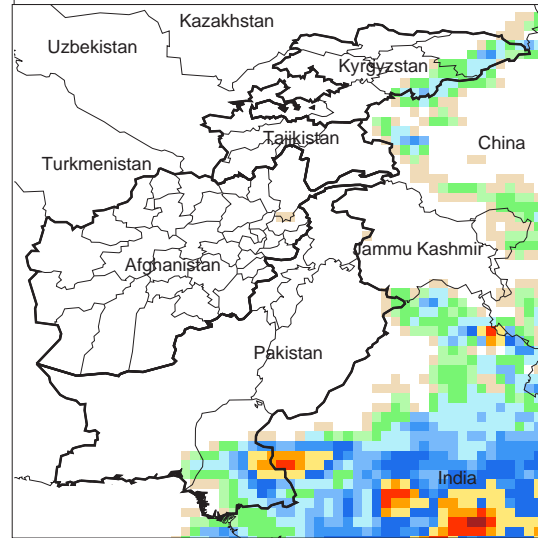 Kazakhstan
Uzbekistan
Kyrgyzstan
Tajikistan
China
Turkmenistan
Jammu Kashmir
Afghanistan
Pakistan
India